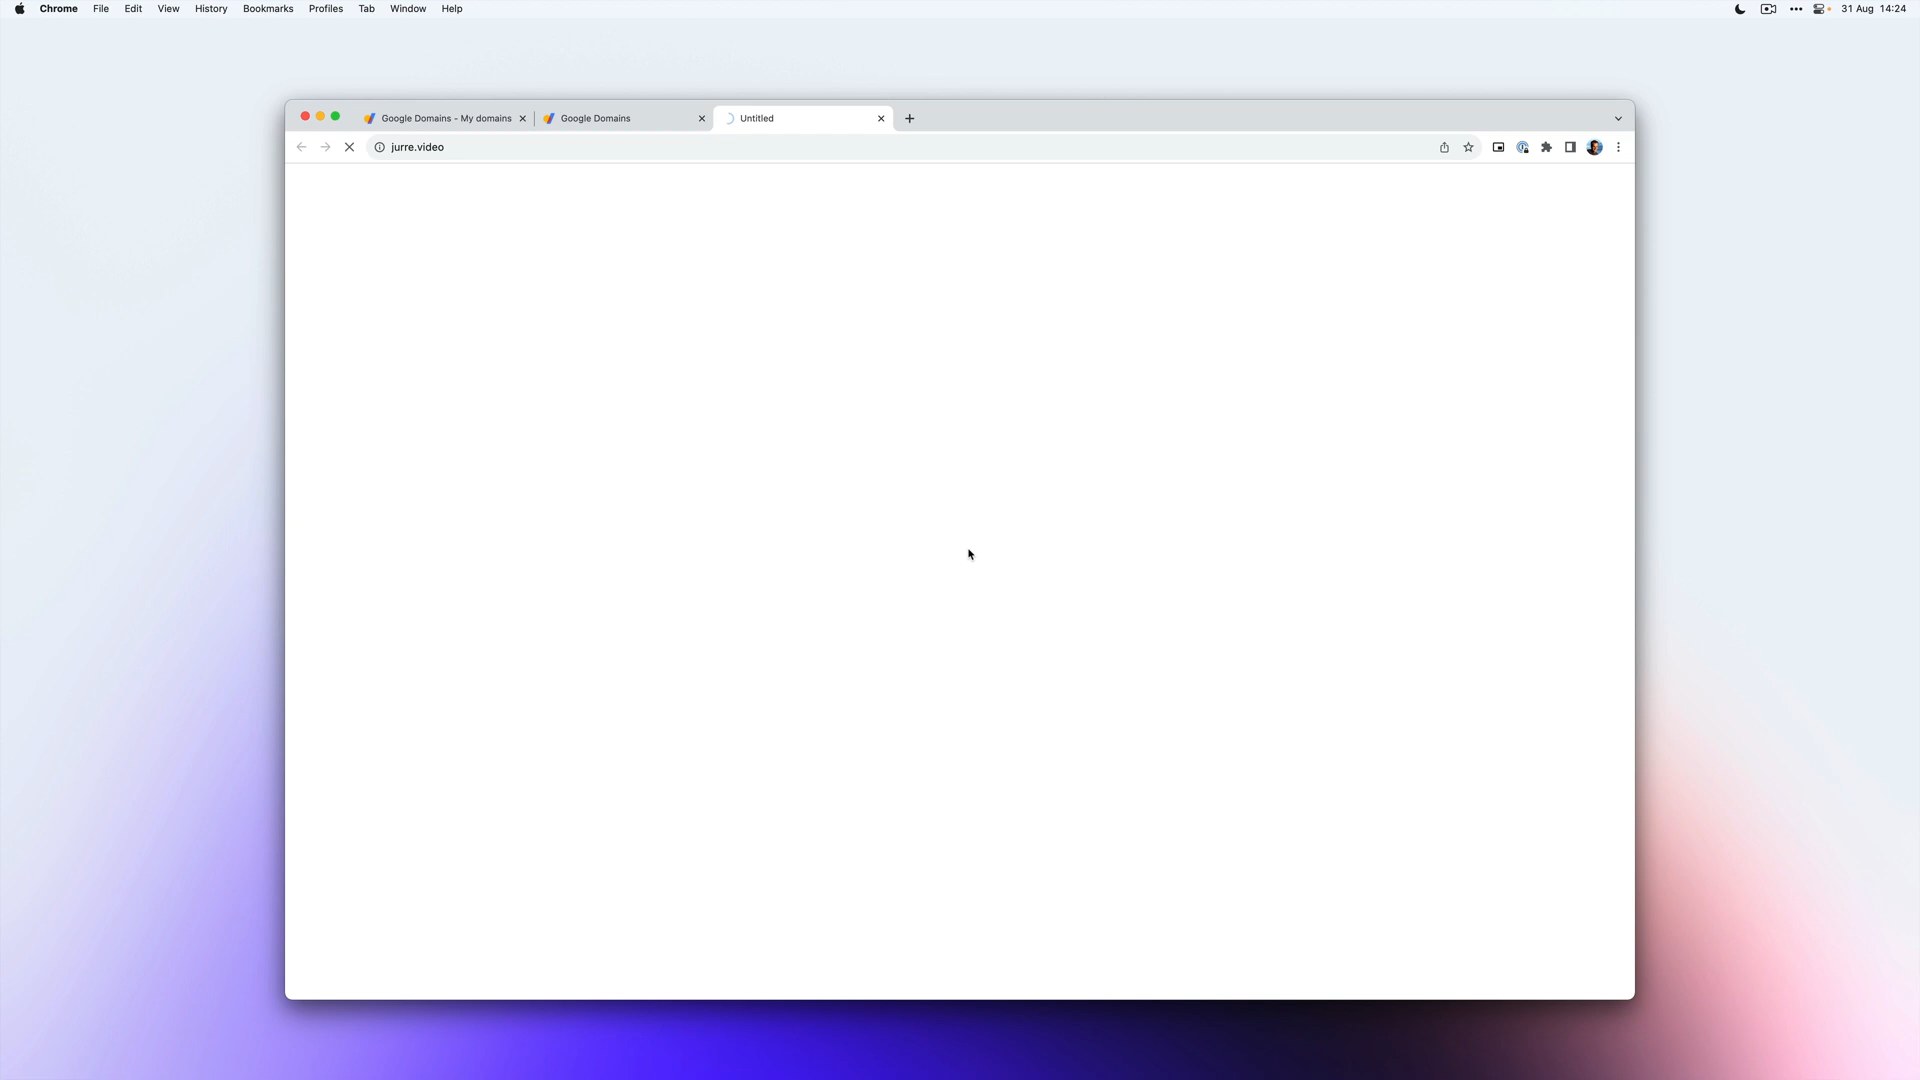 Chrome File Edit View History Bookmarks Profiles Tab Window Help 31 Aug 14:24
Google Domains - My domains Google Domains Untitled
jurre.video